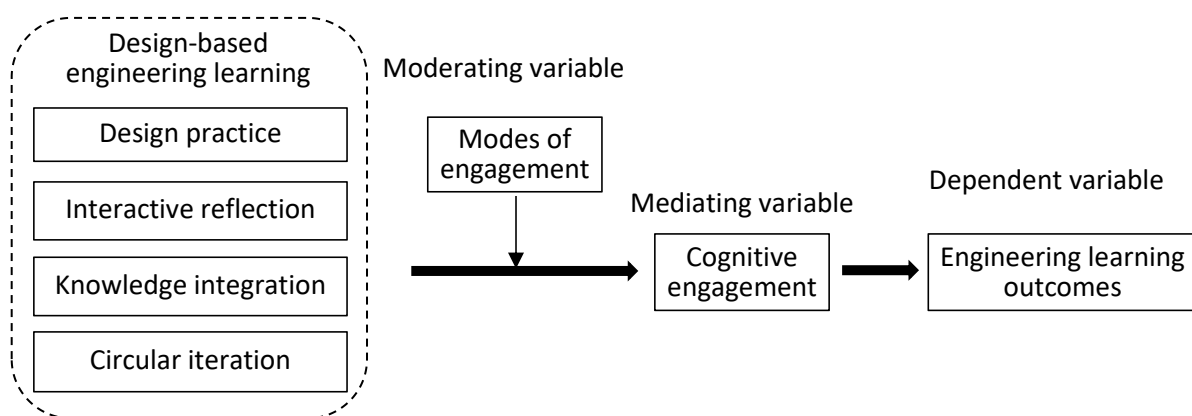 Design-based
engineering learning
Design practice
Interactive reflection
Knowledge integration
Circular iteration
Moderating variable
Modes of
engagement
Mediating variable
Cognitive
engagement
Dependent variable
Engineering learning
outcomes